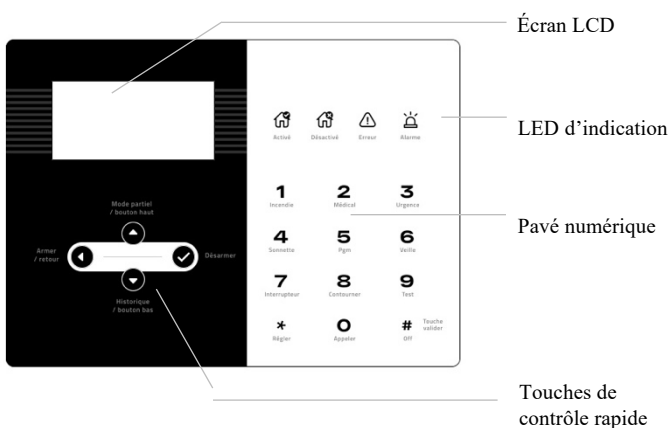 Écran LCD
LED d’indication
Pavé numérique
Touches de
contrôle rapide
Mode partiel
/ bouton haut
Armer
/ retour
Désarmer
Historique
/ bouton bas
Activé Désactivé Erreur Alarme
1 2 3
Incendie Médical Urgence
4 5 6
Sonnette Pgm Veille
7 8 9
Interrupteur Contourner Test
* 0 # Touche
valider
Régler Appeler Off